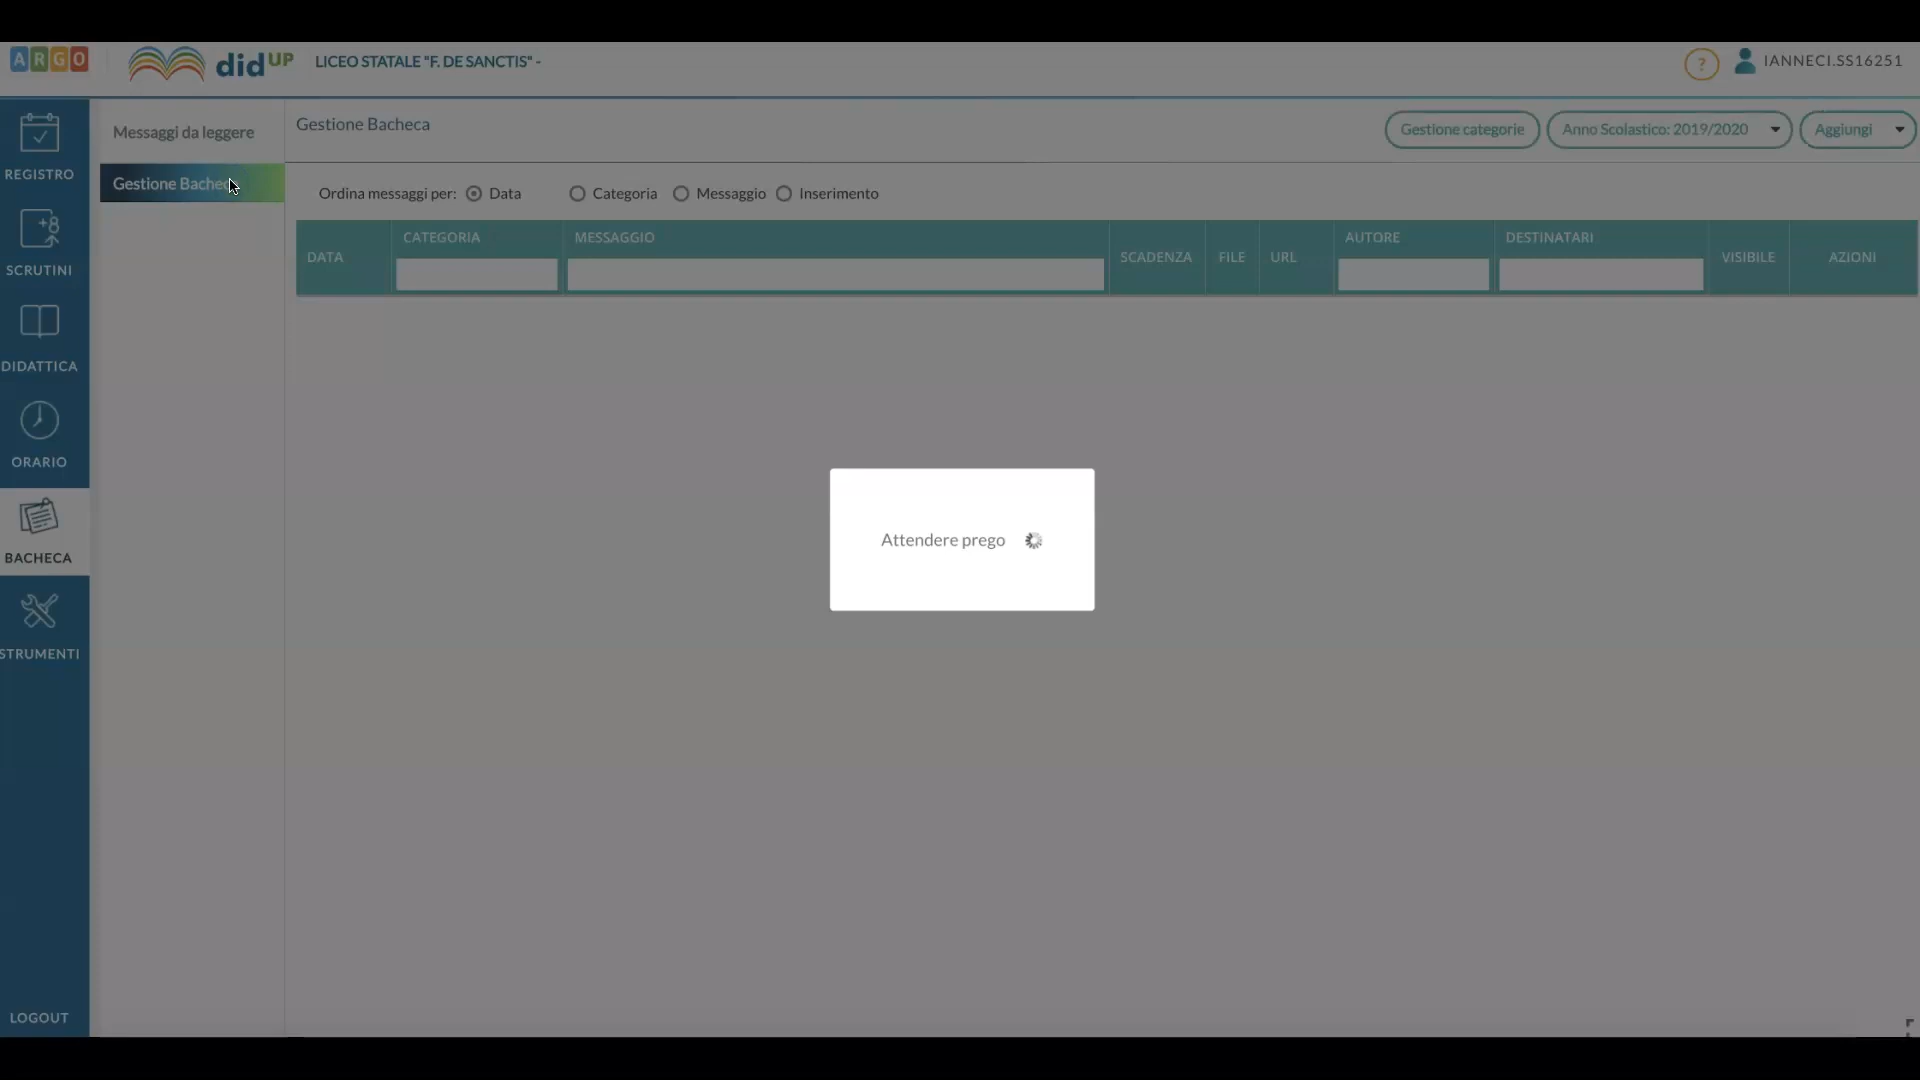 ARGO
didUP
LICEO STATALE "F. DE SANCTIS" -
?
IANNECI.SS16251
REGISTRO
SCRUTINI
DIDATTICA
ORARIO
BACHECA
STRUMENTI
LOGOUT
Messaggi da leggere
Gestione Bacheca
Gestione Bacheca
Gestione categorie
Anno Scolastico: 2019/2020
Aggiungi
Ordina messaggi per: Data Categoria Messaggio Inserimento
DATA CATEGORIA MESSAGGIO SCADENZA FILE URL AUTORE DESTINATARI VISIBILE AZIONI
Attendere prego